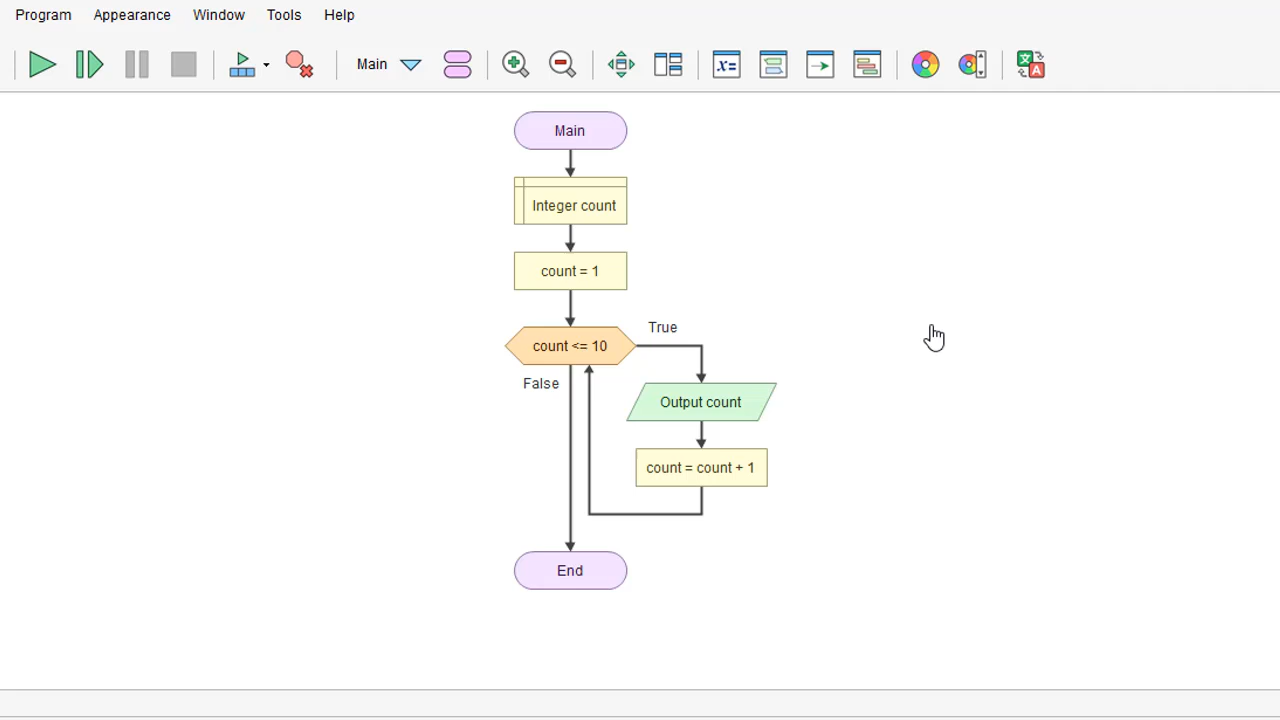 Program Appearance Window Tools Help
Main
x=
A
Main
Integer count
count = 1
True
count <= 10
False
Output count
count = count + 1
End